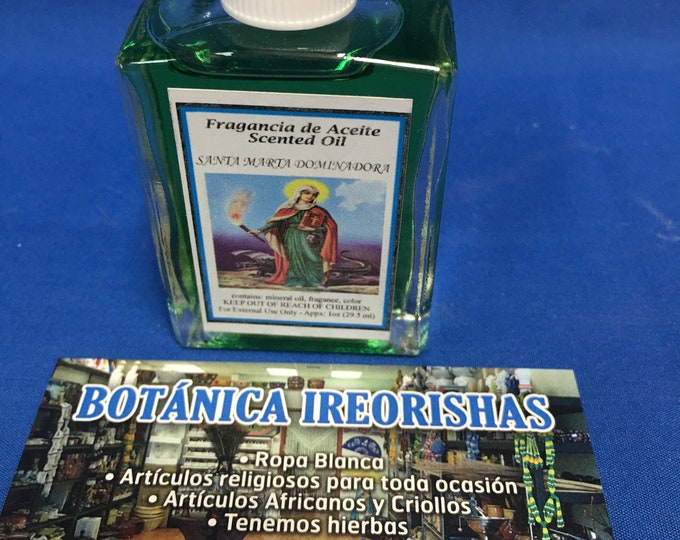 Fragancia de Aceite
Scented Oil
SANTA MARTA DOMINADORA
contains: mineral oil, fragance, color
KEEP OUT OF REACH OF CHILDREN
For External Use Only - Appx: 1oz (29.5 ml)
BOTÁNICA IREORISHAS
• Ropa Blanca
• Artículos religiosos para toda ocasión
• Artículos Africanos y Criollos
• Tenemos hierbas